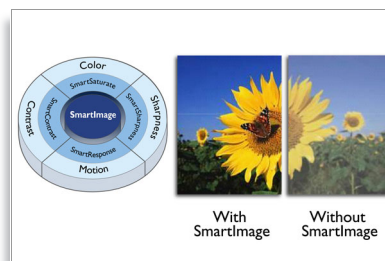 Color
SmartSaturate
Contrast
SmartContrast
SmartImage
SmartSharpness
Sharpness
SmartResponse
Motion
With
SmartImage
Without
SmartImage